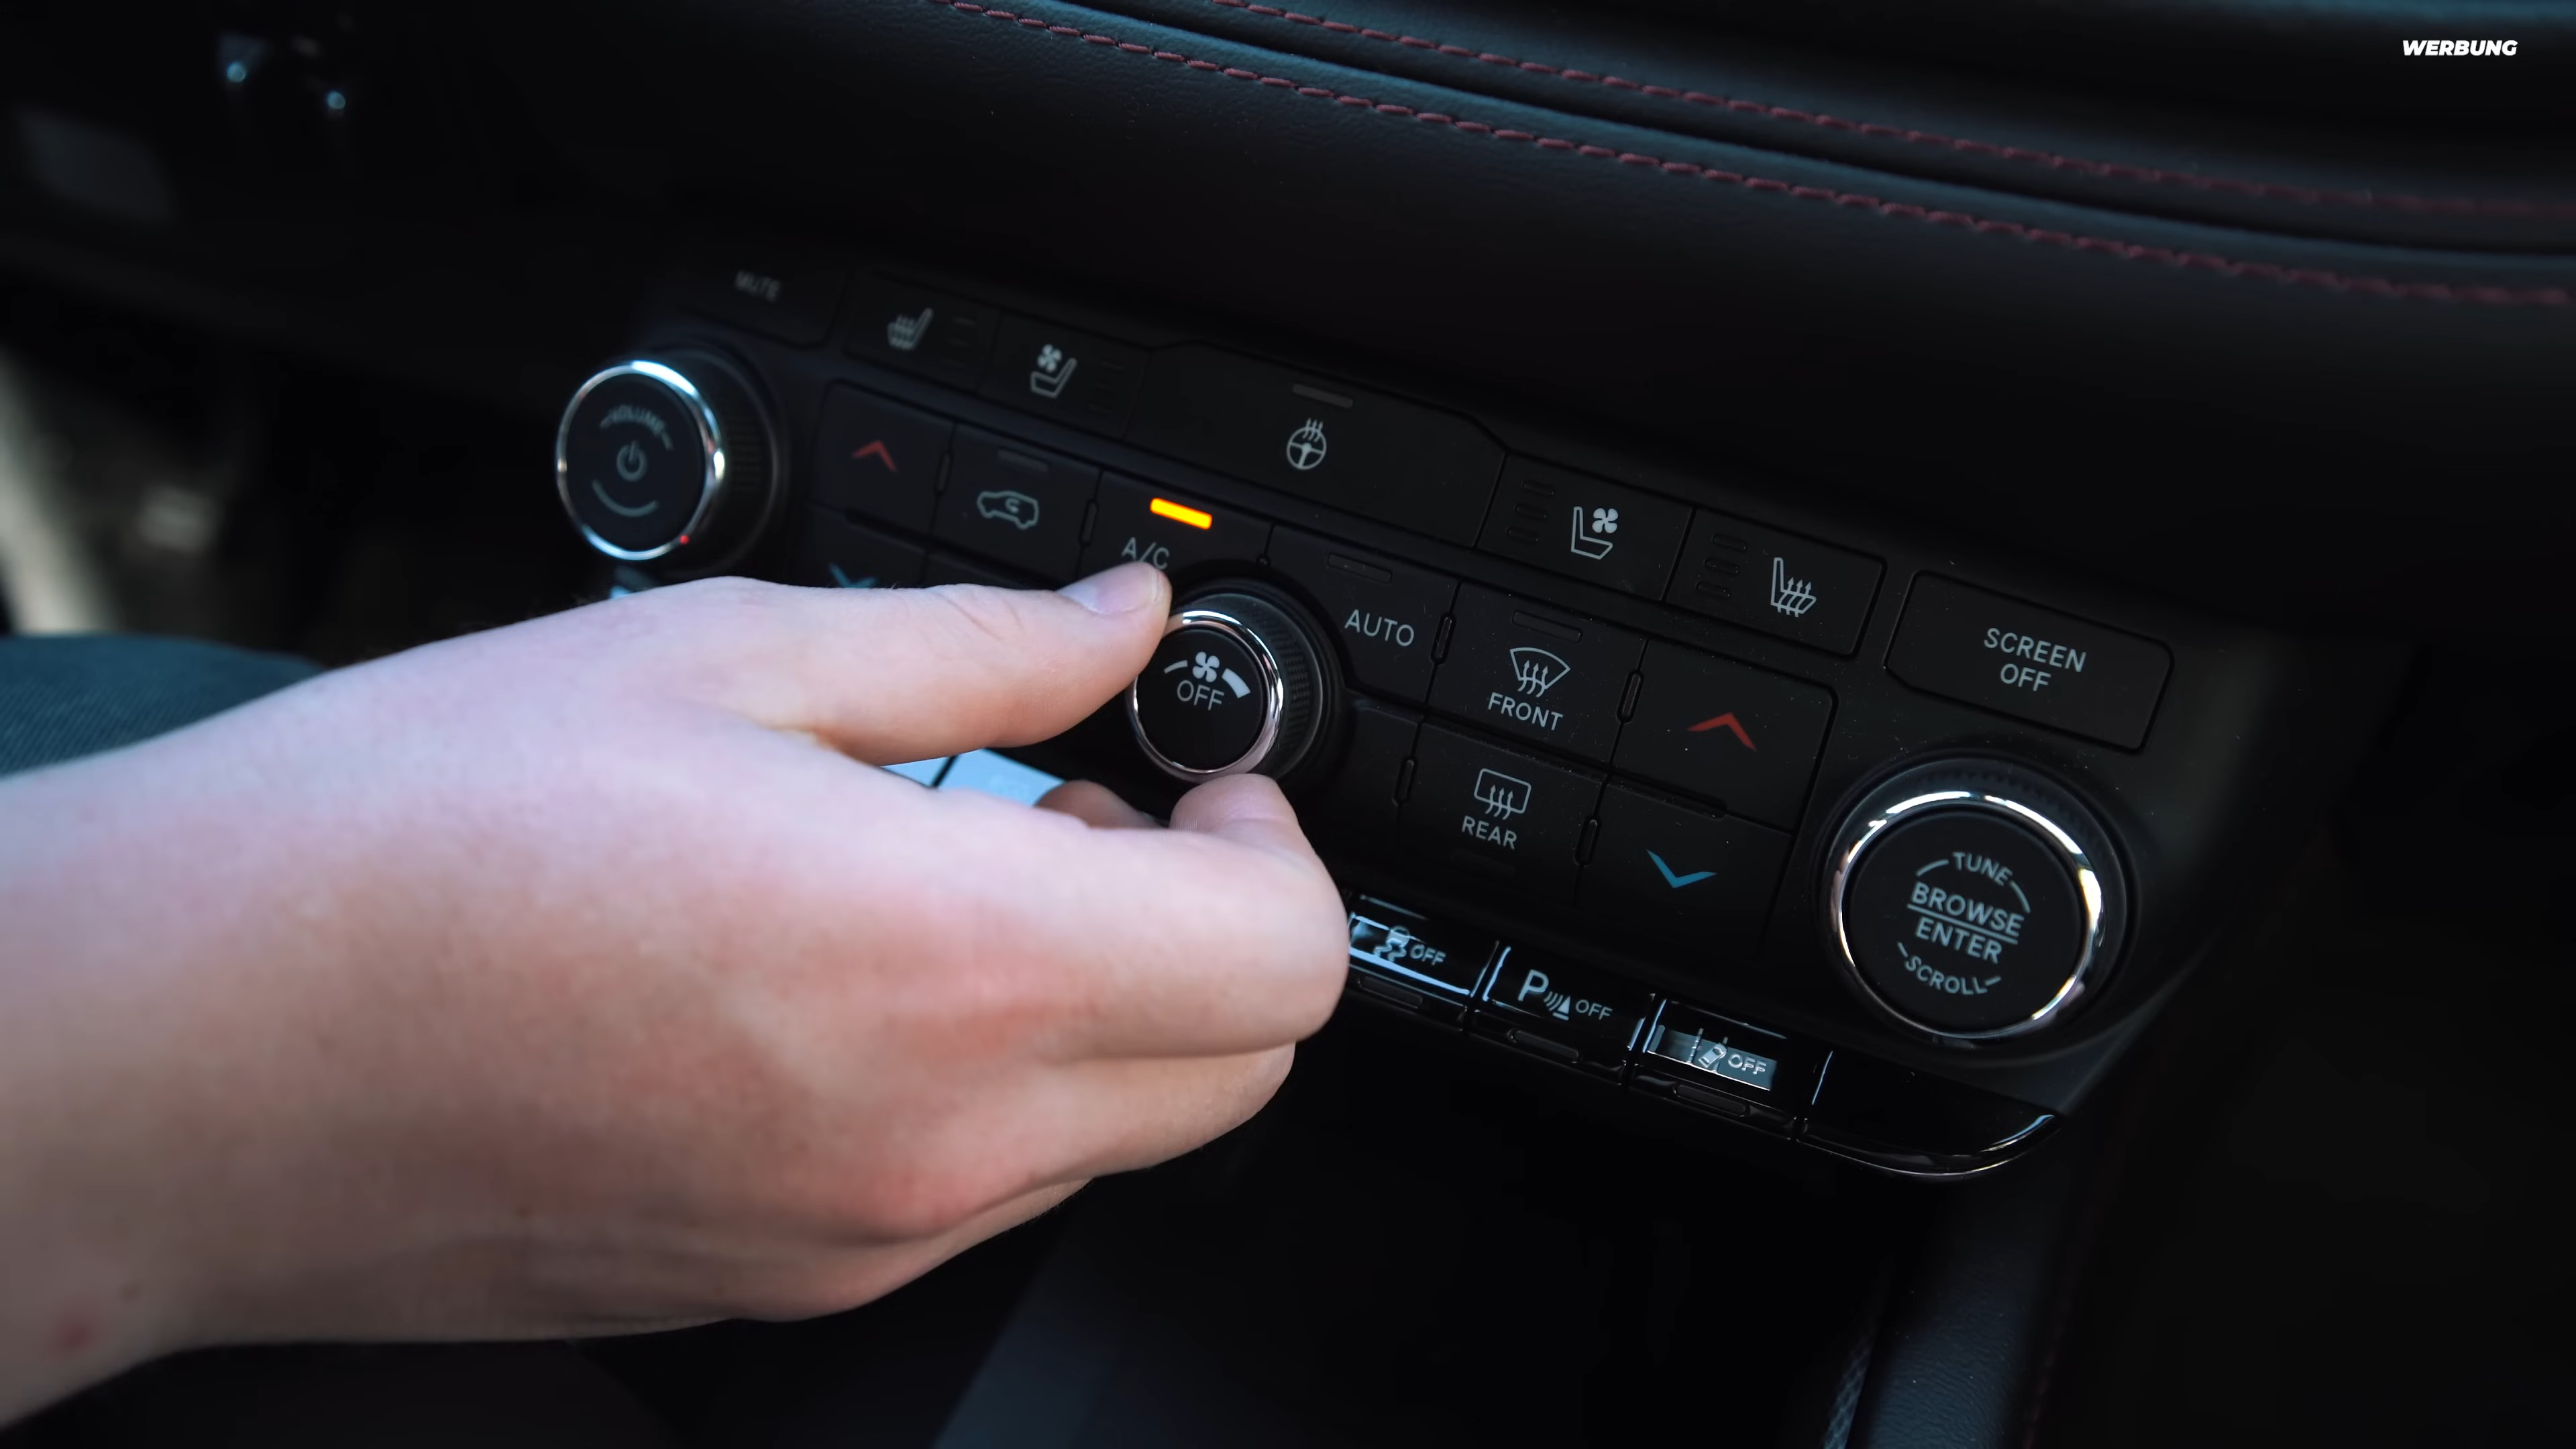 WERBUNG
MUTE
VOLUME
A/C
AUTO
OFF
FRONT
REAR
SCREEN
OFF
TUNE
BROWSE
ENTER
SCROLL
OFF
P OFF
OFF